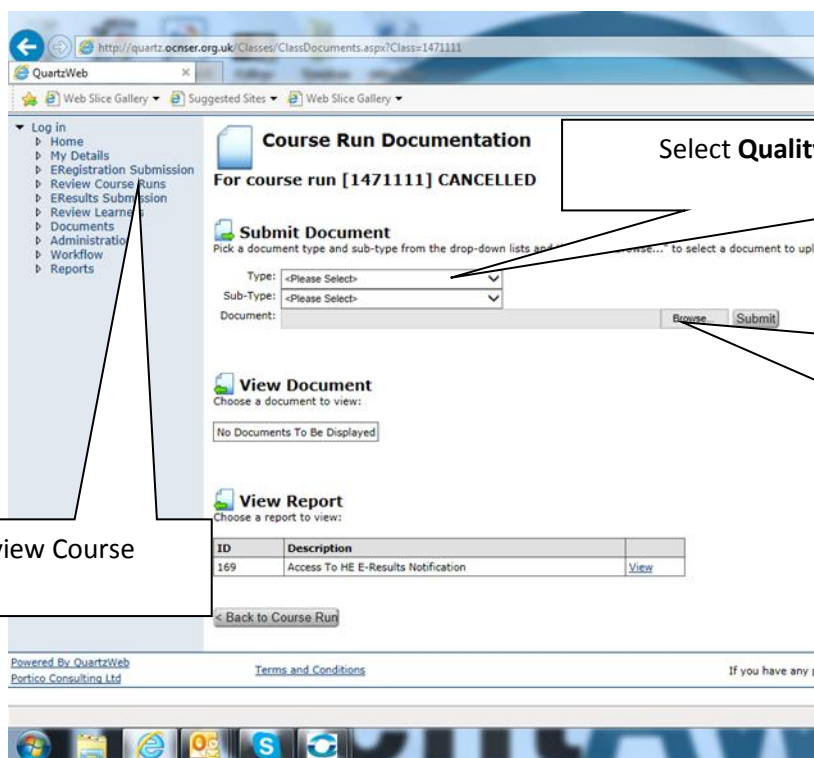 http://quartz.ocnser.org.uk/Classes/ClassDocuments.aspx?Class=1471111
QuartzWeb ×
Web Slice Gallery ▾ Suggested Sites ▾ Web Slice Gallery ▾
Log in
Home
My Details
ERegistration Submission
Review Course Runs
EResults Submission
Review Learners
Documents
Administration
Workflow
Reports
Course Run Documentation
For course run [1471111] CANCELLED
Select Quality
Submit Document
Pick a document type and sub-type from the drop-down lists and "Browse..." to select a document to upl
Type: <Please Select>
Sub-Type: <Please Select>
Document: Browse... Submit
View Document
Choose a document to view:
No Documents To Be Displayed
View Report
Choose a report to view:
ID Description
169 Access To HE E-Results Notification View
view Course
< Back to Course Run
Powered By QuartzWeb
Portico Consulting Ltd
Terms and Conditions
If you have any